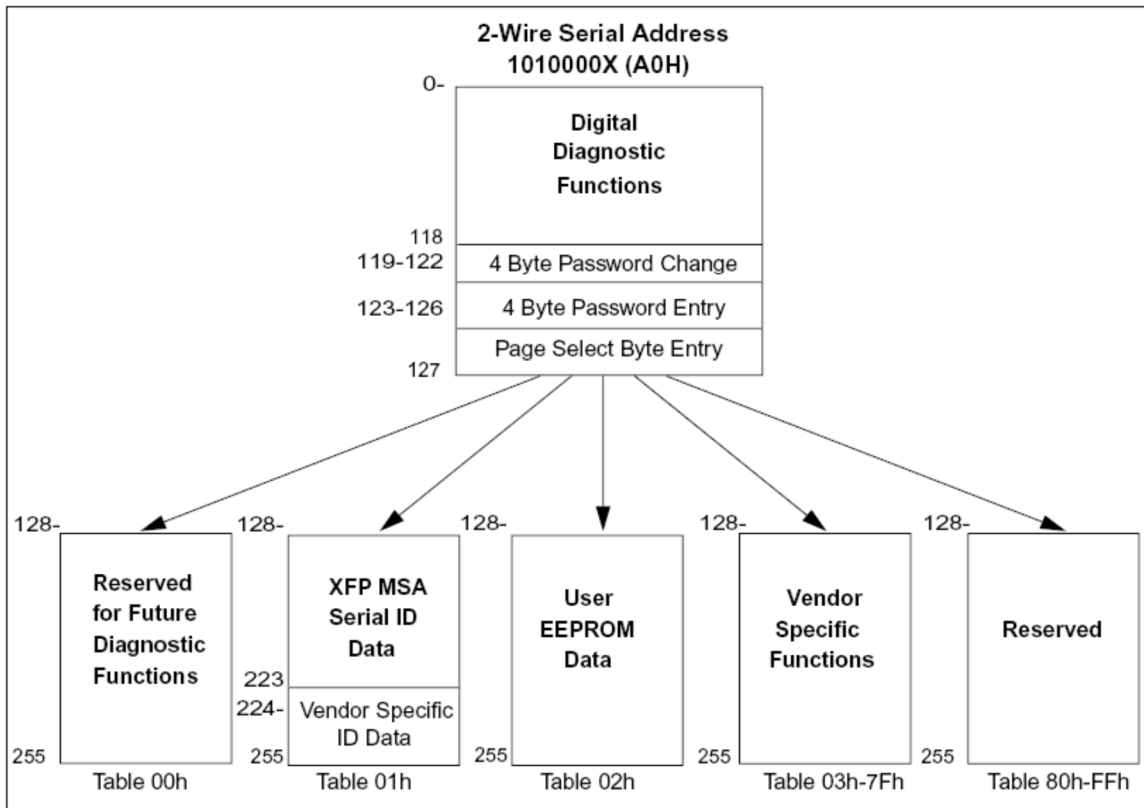 2-Wire Serial Address
1010000X (A0H)
0-
Digital
Diagnostic
Functions
118
119-122
4 Byte Password Change
123-126
4 Byte Password Entry
Page Select Byte Entry
127
128-
Reserved
for Future
Diagnostic
Functions
255
Table 00h
128-
XFP MSA
Serial ID
Data
223
224-
Vendor Specific
ID Data
255
Table 01h
128-
User
EEPROM
Data
255
Table 02h
128-
Vendor
Specific
Functions
255
Table 03h-7Fh
128-
Reserved
255
Table 80h-FFh